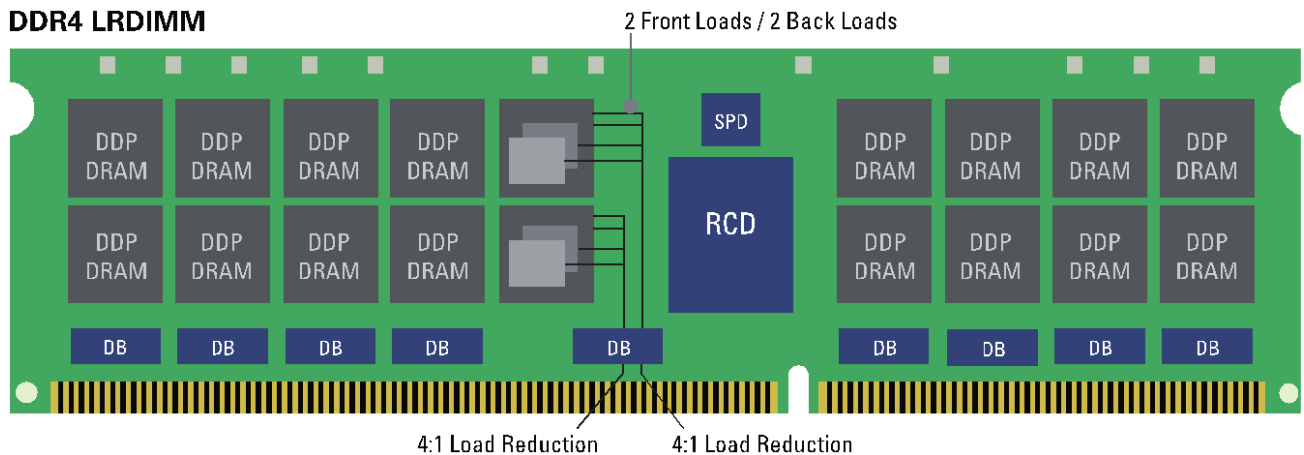 DDR4 LRDIMM
2 Front Loads / 2 Back Loads
DDP
DRAM
DDP
DRAM
DDP
DRAM
DDP
DRAM
SPD
DDP
DRAM
DDP
DRAM
DDP
DRAM
DDP
DRAM
DDP
DRAM
DDP
DRAM
DDP
DRAM
DDP
DRAM
RCD
DDP
DRAM
DDP
DRAM
DDP
DRAM
DDP
DRAM
DB
DB
DB
DB
DB
DB
DB
DB
DB
4:1 Load Reduction
4:1 Load Reduction